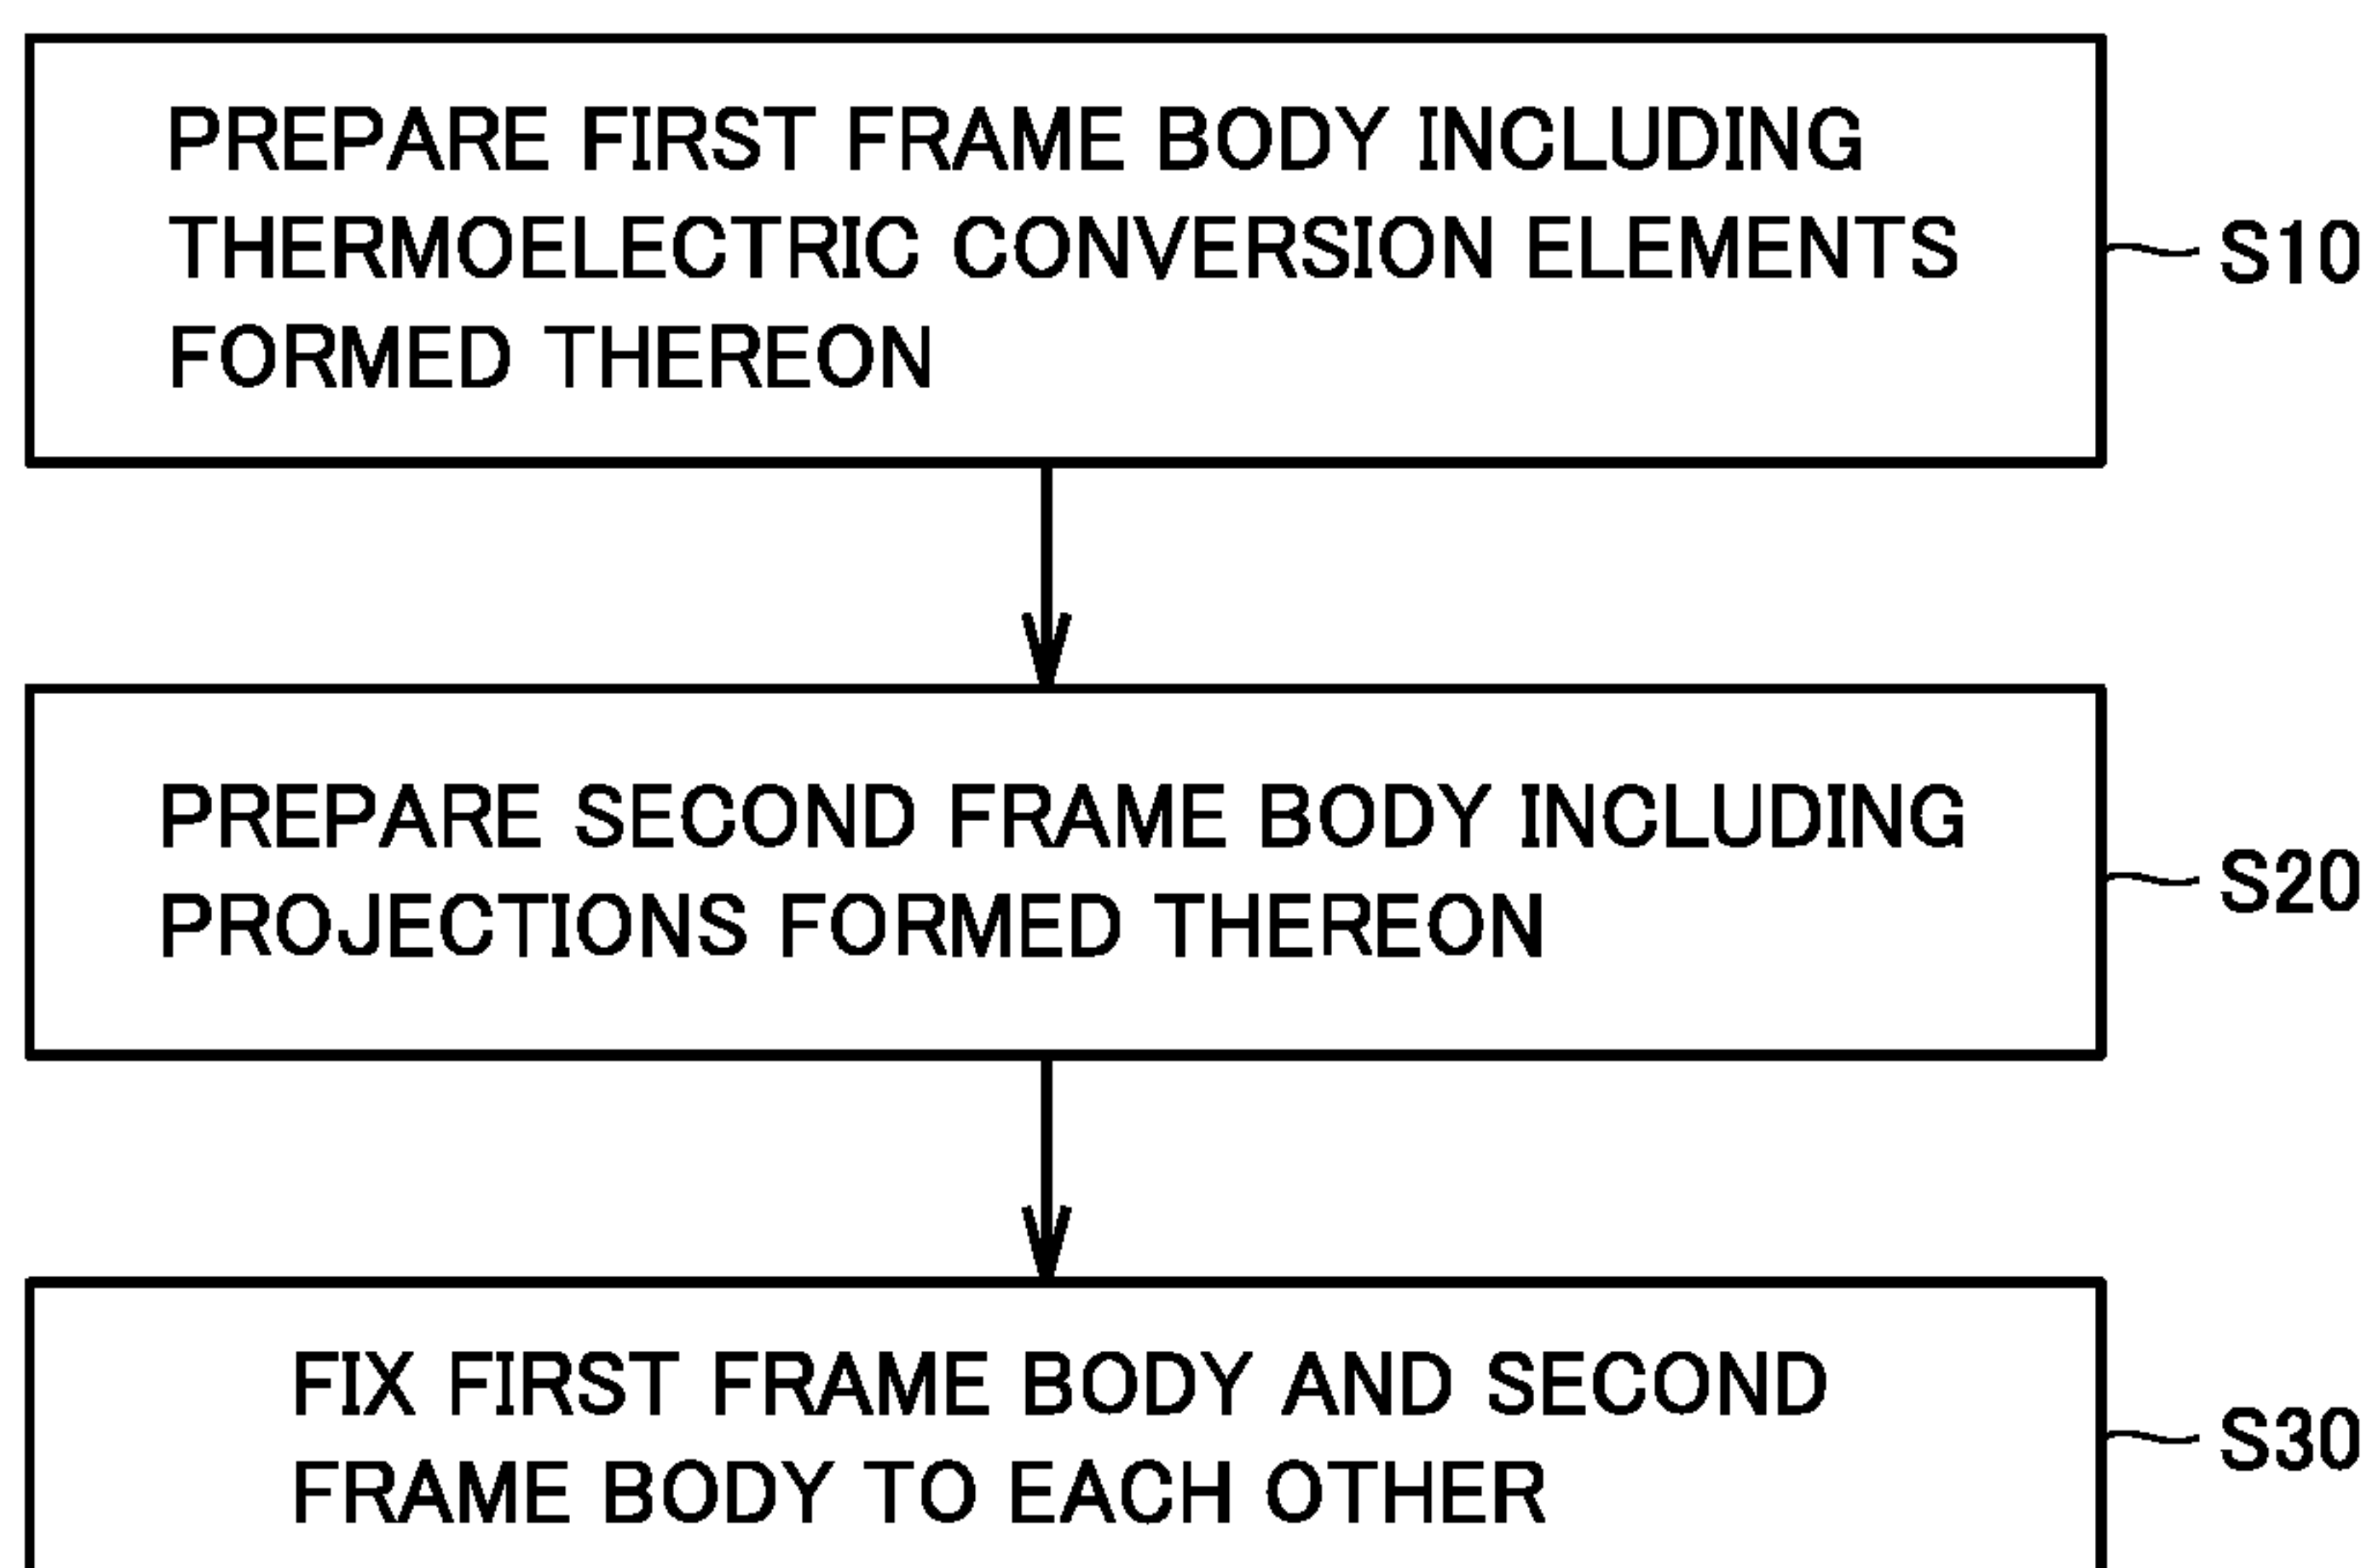 PREPARE FIRST FRAME BODY INCLUDING
THERMOELECTRIC CONVERSION ELEMENTS
FORMED THEREON
S10
PREPARE SECOND FRAME BODY INCLUDING
PROJECTIONS FORMED THEREON
S20
FIX FIRST FRAME BODY AND SECOND
FRAME BODY TO EACH OTHER
S30